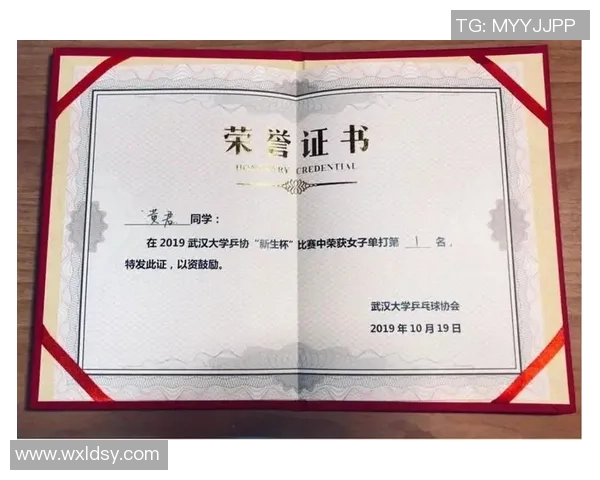 TG: MYYJJPP
荣誉证书
HONORARY CREDENTIAL
黄君 同学：
在 2019 武汉大学乒协“新生杯”比赛中荣获女子单打第 1 名，
特发此证，以资鼓励。
武汉大学乒乓球协会
2019 年 10 月 19 日
www.wxldsy.com